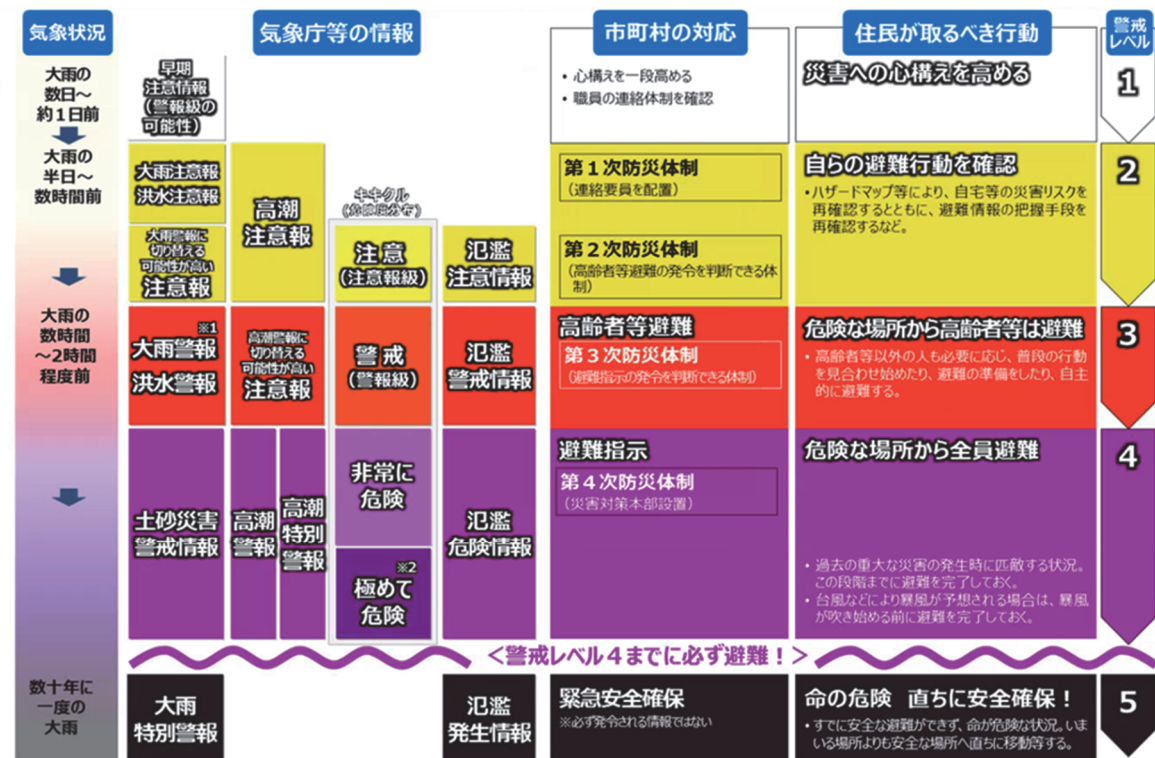 気象状況
気象庁等の情報
市町村の対応
住民が取るべき行動
警戒
レベル
大雨の
数日～
約1日前
早期
注意情報
(警報級の
可能性)
・心構えを一段高める
・職員の連絡体制を確認
災害への心構えを高める
1
大雨の
半日～
数時間前
大雨注意報
洪水注意報
大雨警報に
切り替える
可能性が高い
注意報
高潮
注意報
キキクル
(危険度分布)
注意
(注意報級)
氾濫
注意情報
第1次防災体制
(連絡要員を配置)
第2次防災体制
(高齢者等避難の発令を判断できる体
制)
自らの避難行動を確認
・ハザードマップ等により、自宅等の災害リスクを
再確認するとともに、避難情報の把握手段を
再確認するなど。
2
大雨の
数時間
～2時間
程度前
※1
大雨警報
洪水警報
高潮警報に
切り替える
可能性が高い
注意報
警戒
(警報級)
氾濫
警戒情報
高齢者等避難
第3次防災体制
(避難指示の発令を判断できる体制)
危険な場所から高齢者等は避難
・高齢者等以外の人も必要に応じ、普段の行動
を見合わせ始めたり、避難の準備をしたり、自主
的に避難する。
3
土砂災害
警戒情報
高潮
警報
高潮
特別
警報
非常に
危険
※2
極めて
危険
氾濫
危険情報
避難指示
第4次防災体制
(災害対策本部設置)
危険な場所から全員避難
・過去の重大な災害の発生時に匹敵する状況。
この段階までに避難を完了しておく。
・台風などにより暴風が予想される場合は、暴風
が吹き始める前に避難を完了しておく。
4
<警戒レベル4までに必ず避難！>
数十年に
一度の
大雨
大雨
特別警報
氾濫
発生情報
緊急安全確保
※必ず発令される情報ではない
命の危険 直ちに安全確保！
・すでに安全な避難ができず、命が危険な状況。いま
いる場所よりも安全な場所へ直ちに移動等する。
5